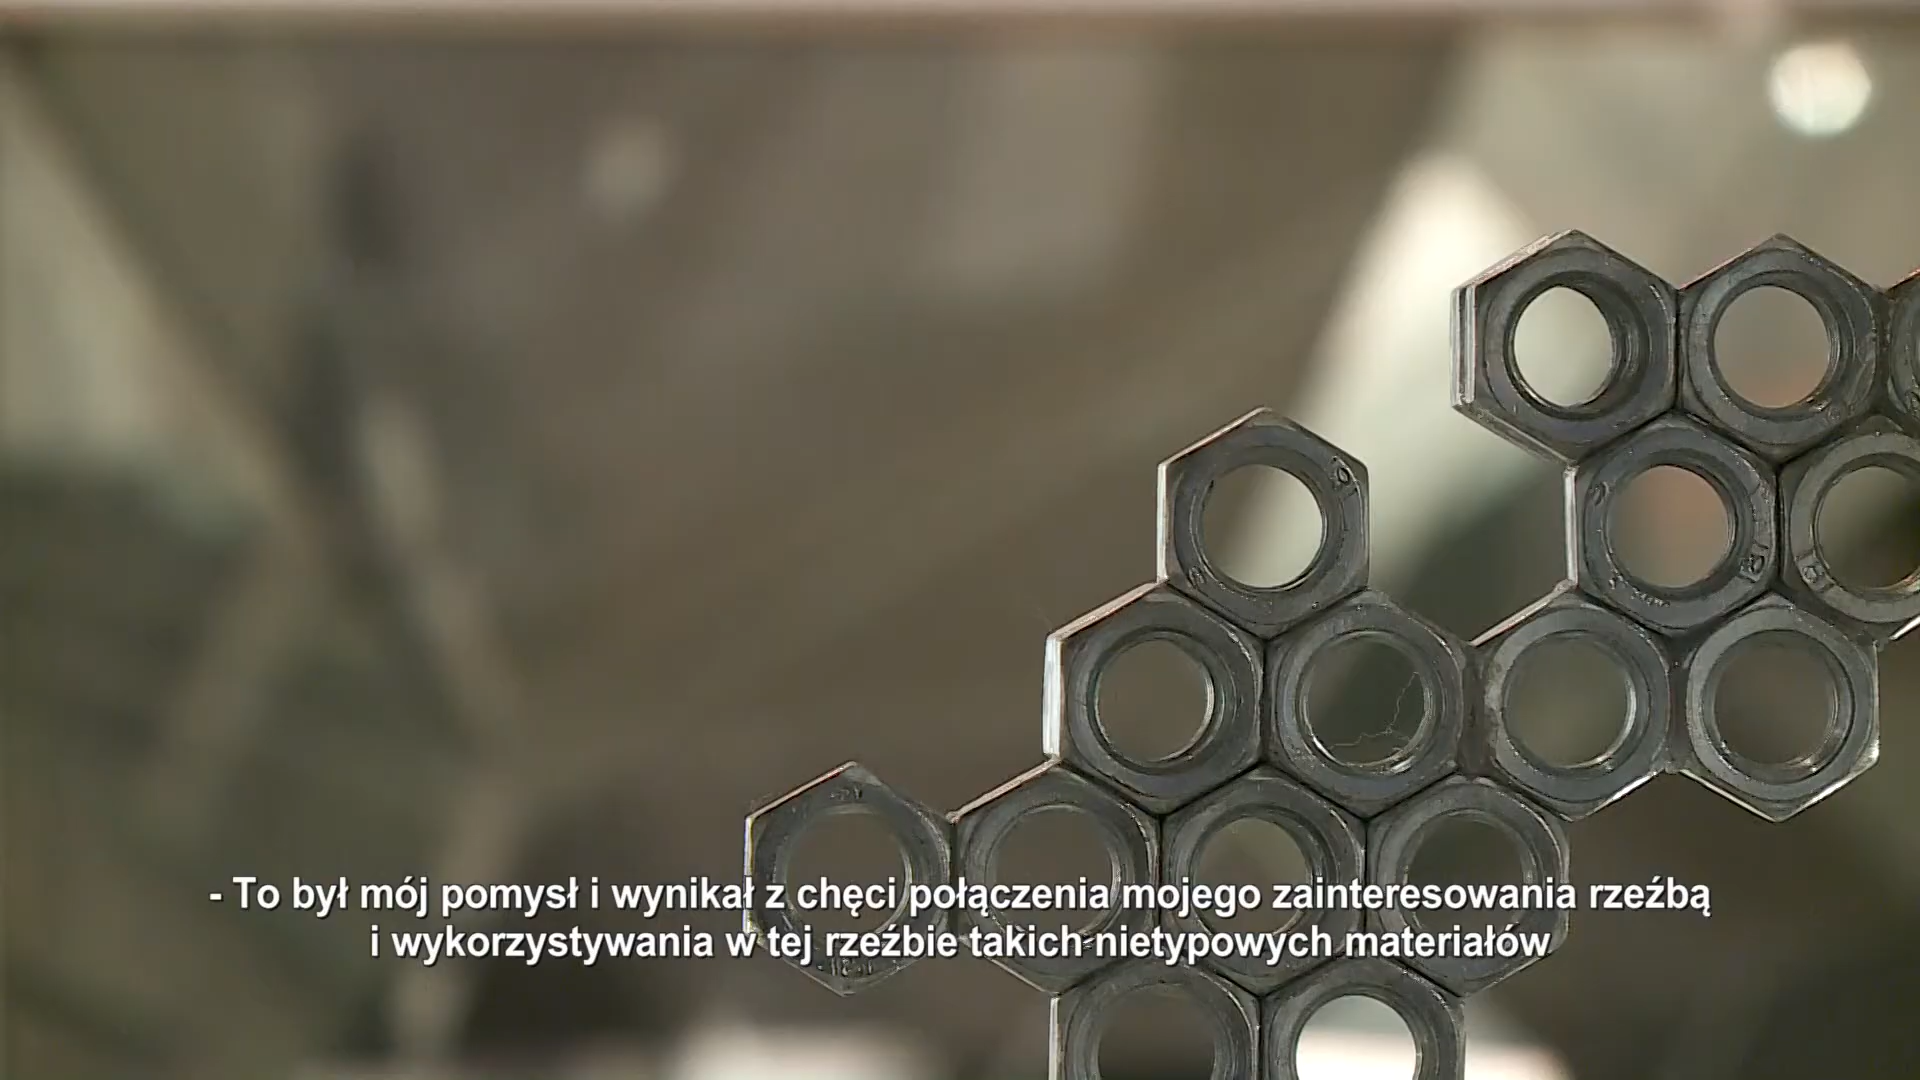 - To był mój pomysł i wynikał z chęci połączenia mojego zainteresowania rzeźbą
i wykorzystywania w tej rzeźbie takich nietypowych materiałów